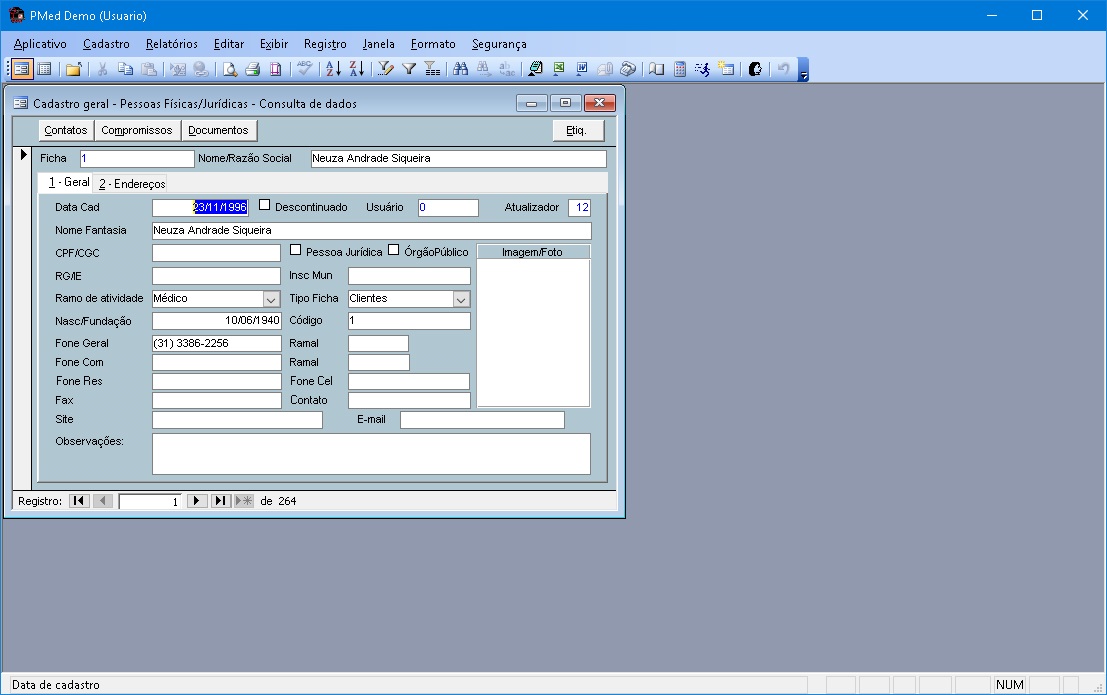 PMed Demo (Usuario)
Aplicativo Cadastro Relatórios Editar Exibir Registro Janela Formato Segurança
Cadastro geral - Pessoas Físicas/Jurídicas - Consulta de dados
Contatos Compromissos Documentos Etiq.
Ficha 1 Nome/Razão Social Neuza Andrade Siqueira
1 - Geral 2 - Endereços
Data Cad 23/11/1996 Descontinuado Usuário 0 Atualizador 12
Nome Fantasia Neuza Andrade Siqueira
CPF/CGC Pessoa Jurídica ÓrgãoPúblico Imagem/Foto
RG/IE Insc Mun
Ramo de atividade Médico Tipo Ficha Clientes
Nasc/Fundação 10/06/1940 Código 1
Fone Geral (31) 3386-2256 Ramal
Fone Com Ramal
Fone Res Fone Cel
Fax Contato
Site E-mail
Observações:
Registro: 1 de 264
Data de cadastro NUM